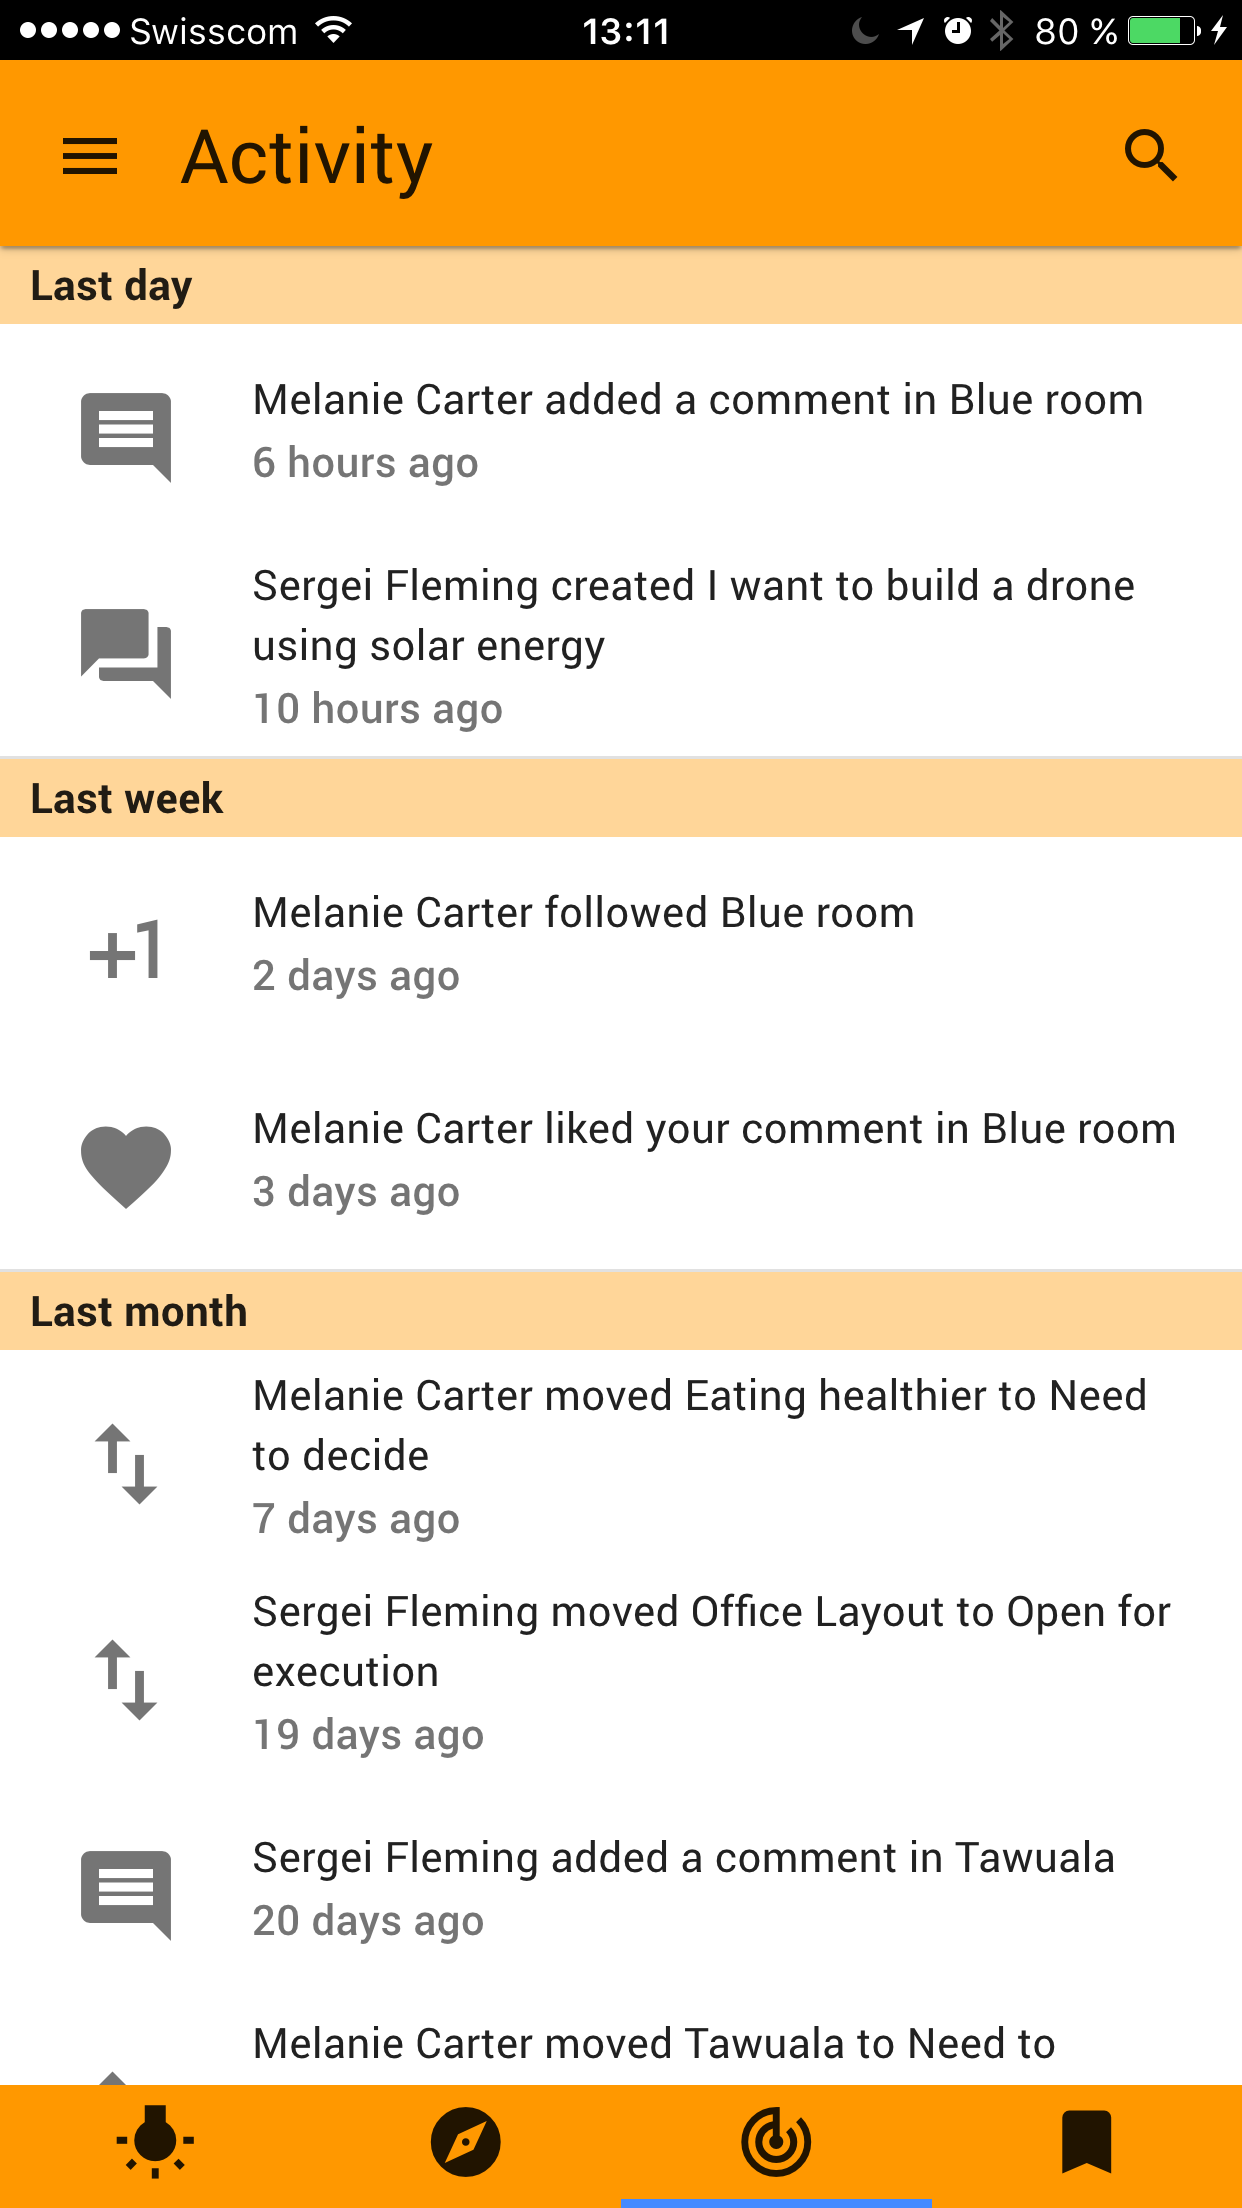 Swisscom 13:11 80 %
Activity
Last day
Melanie Carter added a comment in Blue room
6 hours ago
Sergei Fleming created I want to build a drone
using solar energy
10 hours ago
Last week
+1
Melanie Carter followed Blue room
2 days ago
Melanie Carter liked your comment in Blue room
3 days ago
Last month
Melanie Carter moved Eating healthier to Need
to decide
7 days ago
Sergei Fleming moved Office Layout to Open for
execution
19 days ago
Sergei Fleming added a comment in Tawuala
20 days ago
Melanie Carter moved Tawuala to Need to